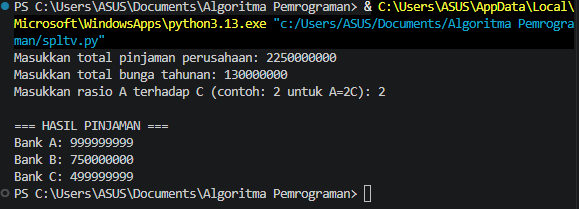 PS C:\Users\ASUS\Documents\Algoritma Pemrograman> & C:\Users\ASUS\AppData\Local\
Microsoft\WindowsApps\python3.13.exe "c:/Users/ASUS/Documents/Algoritma Pemrogra
man/spltv.py"
Masukkan total pinjaman perusahaan: 2250000000
Masukkan total bunga tahunan: 130000000
Masukkan rasio A terhadap C (contoh: 2 untuk A=2C): 2
=== HASIL PINJAMAN ===
Bank A: 999999999
Bank B: 750000000
Bank C: 499999999
PS C:\Users\ASUS\Documents\Algoritma Pemrograman>